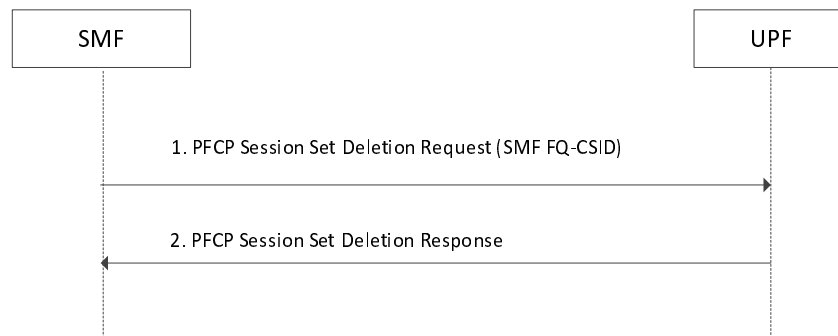 SMF
UPF
1. PFCP Session Set Deletion Request (SMF FQ-CSID)
2. PFCP Session Set Deletion Response